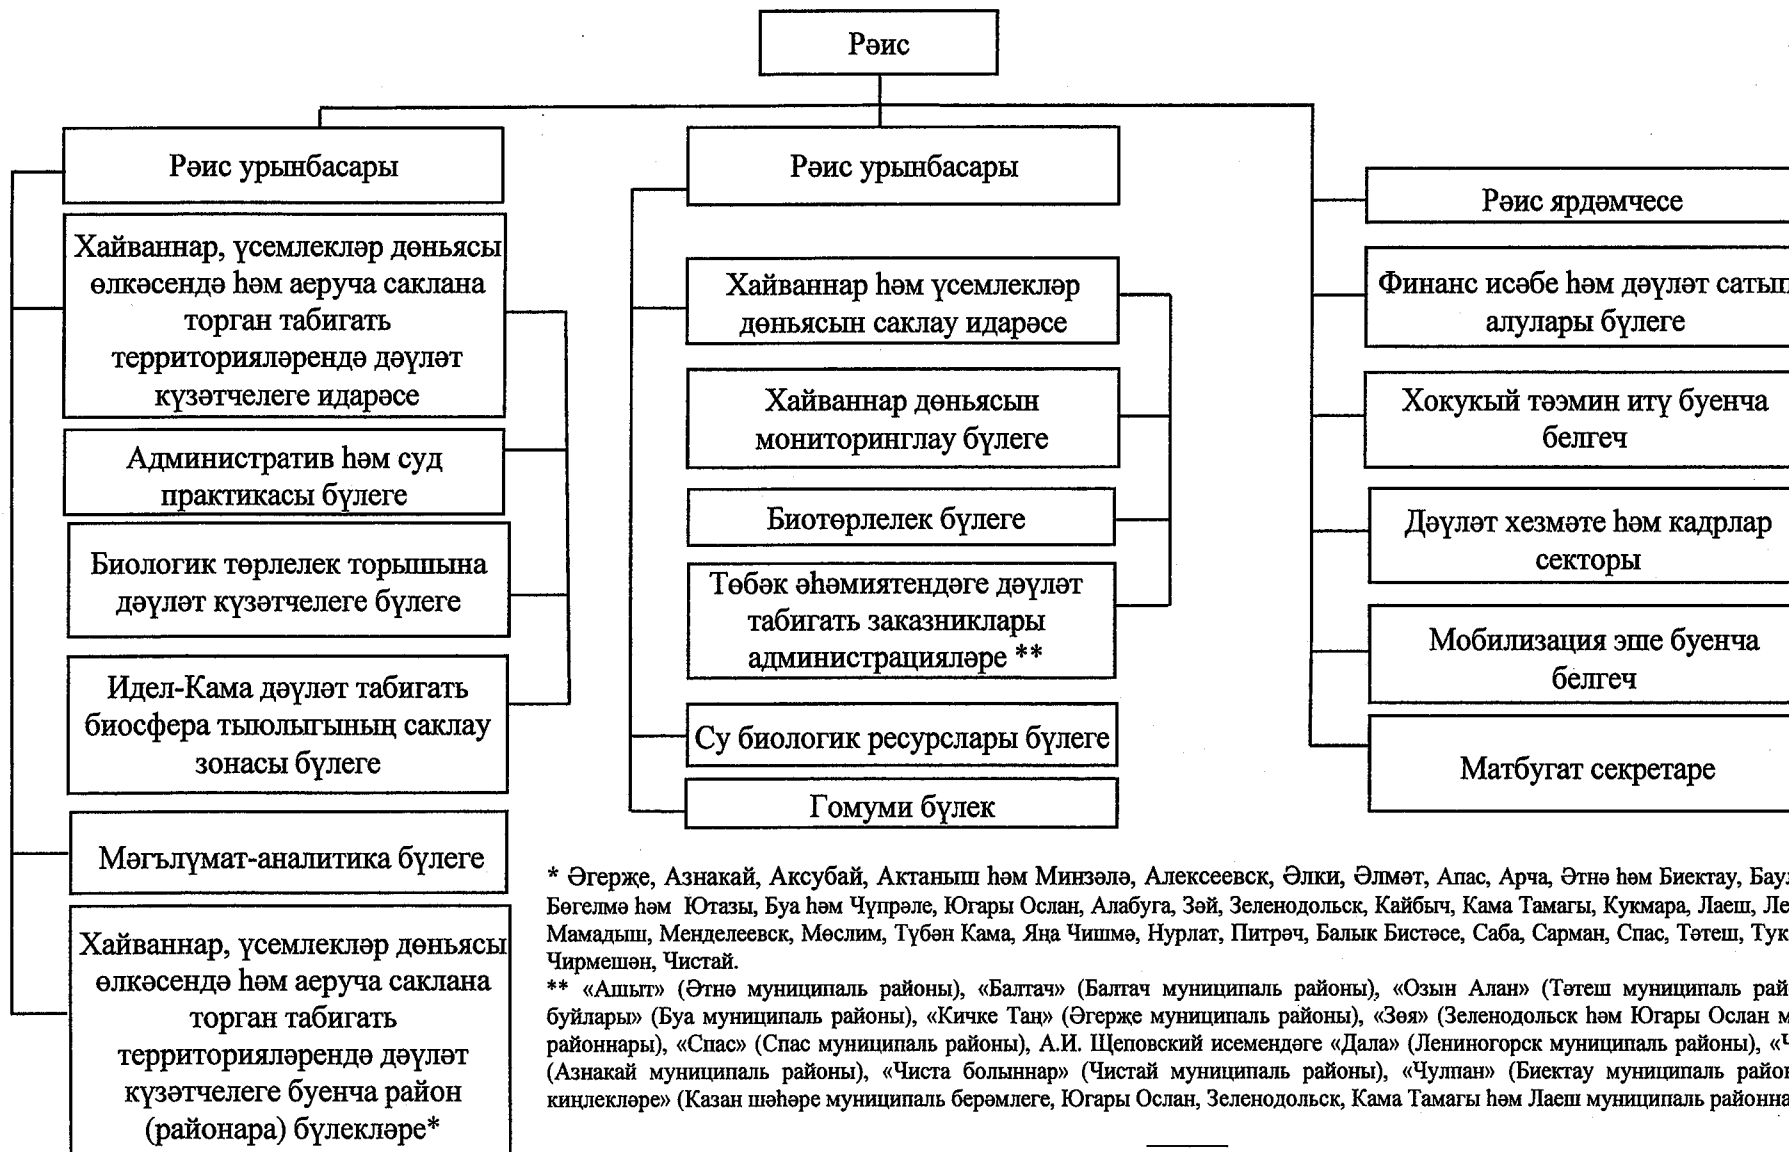 Рәис
Рәис урынбасары
Хайваннар, үсемлекләр дөньясы
өлкәсендә һәм аеруча саклана
торган табигать
территорияләрендә дәүләт
күзәтчелеге идарәсе
Административ һәм суд
практикасы бүлеге
Биологик төрлелек торышына
дәүләт күзәтчелеге бүлеге
Идел-Кама дәүләт табигать
биосфера тыюлыгының саклау
зонасы бүлеге
Мәгълүмат-аналитика бүлеге
Хайваннар, үсемлекләр дөньясы
өлкәсендә һәм аеруча саклана
торган табигать
территорияләрендә дәүләт
күзәтчелеге буенча район
(районара) бүлекләре*
Рәис урынбасары
Хайваннар һәм үсемлекләр
дөньясын саклау идарәсе
Хайваннар дөньясын
мониторинглау бүлеге
Биотөрлелек бүлеге
Төбәк әһәмиятендәге дәүләт
табигать заказниклары
администрацияләре **
Су биологик ресурслары бүлеге
Гомуми бүлек
Рәис ярдәмчесе
Финанс исәбе һәм дәүләт сатып
алулары бүлеге
Хокукый тәэмин итү буенча
белгеч
Дәүләт хезмәте һәм кадрлар
секторы
Мобилизация эше буенча
белгеч
Матбугат секретаре
* Әгерҗе, Азнакай, Аксубай, Актаныш һәм Минзәлә, Алексеевск, Әлки, Әлмәт, Апас, Арча, Әтнә һәм Биектау, Баул
Бөгелмә һәм Ютазы, Буа һәм Чүпрәле, Югары Ослан, Алабуга, Зәй, Зеленодольск, Кайбыч, Кама Тамагы, Кукмара, Лаеш, Ле
Мамадыш, Менделеевск, Мөслим, Түбән Кама, Яңа Чишмә, Нурлат, Питрәч, Балык Бистәсе, Саба, Сарман, Спас, Тәтеш, Тук
Чирмешән, Чистай.
** «Ашыт» (Әтнә муниципаль районы), «Балтач» (Балтач муниципаль районы), «Озын Алан» (Тәтеш муниципаль рай
буйлары» (Буа муниципаль районы), «Кичке Таң» (Әгерҗе муниципаль районы), «Зөя» (Зеленодольск һәм Югары Ослан м
районнары), «Спас» (Спас муниципаль районы), А.И. Щеповский исемендәге «Дала» (Лениногорск муниципаль районы), «Ч
(Азнакай муниципаль районы), «Чиста болыннар» (Чистай муниципаль районы), «Чулпан» (Биектау муниципаль район
киңлекләре» (Казан шәһәре муниципаль берәмлеге, Югары Ослан, Зеленодольск, Кама Тамагы һәм Лаеш муниципаль районна